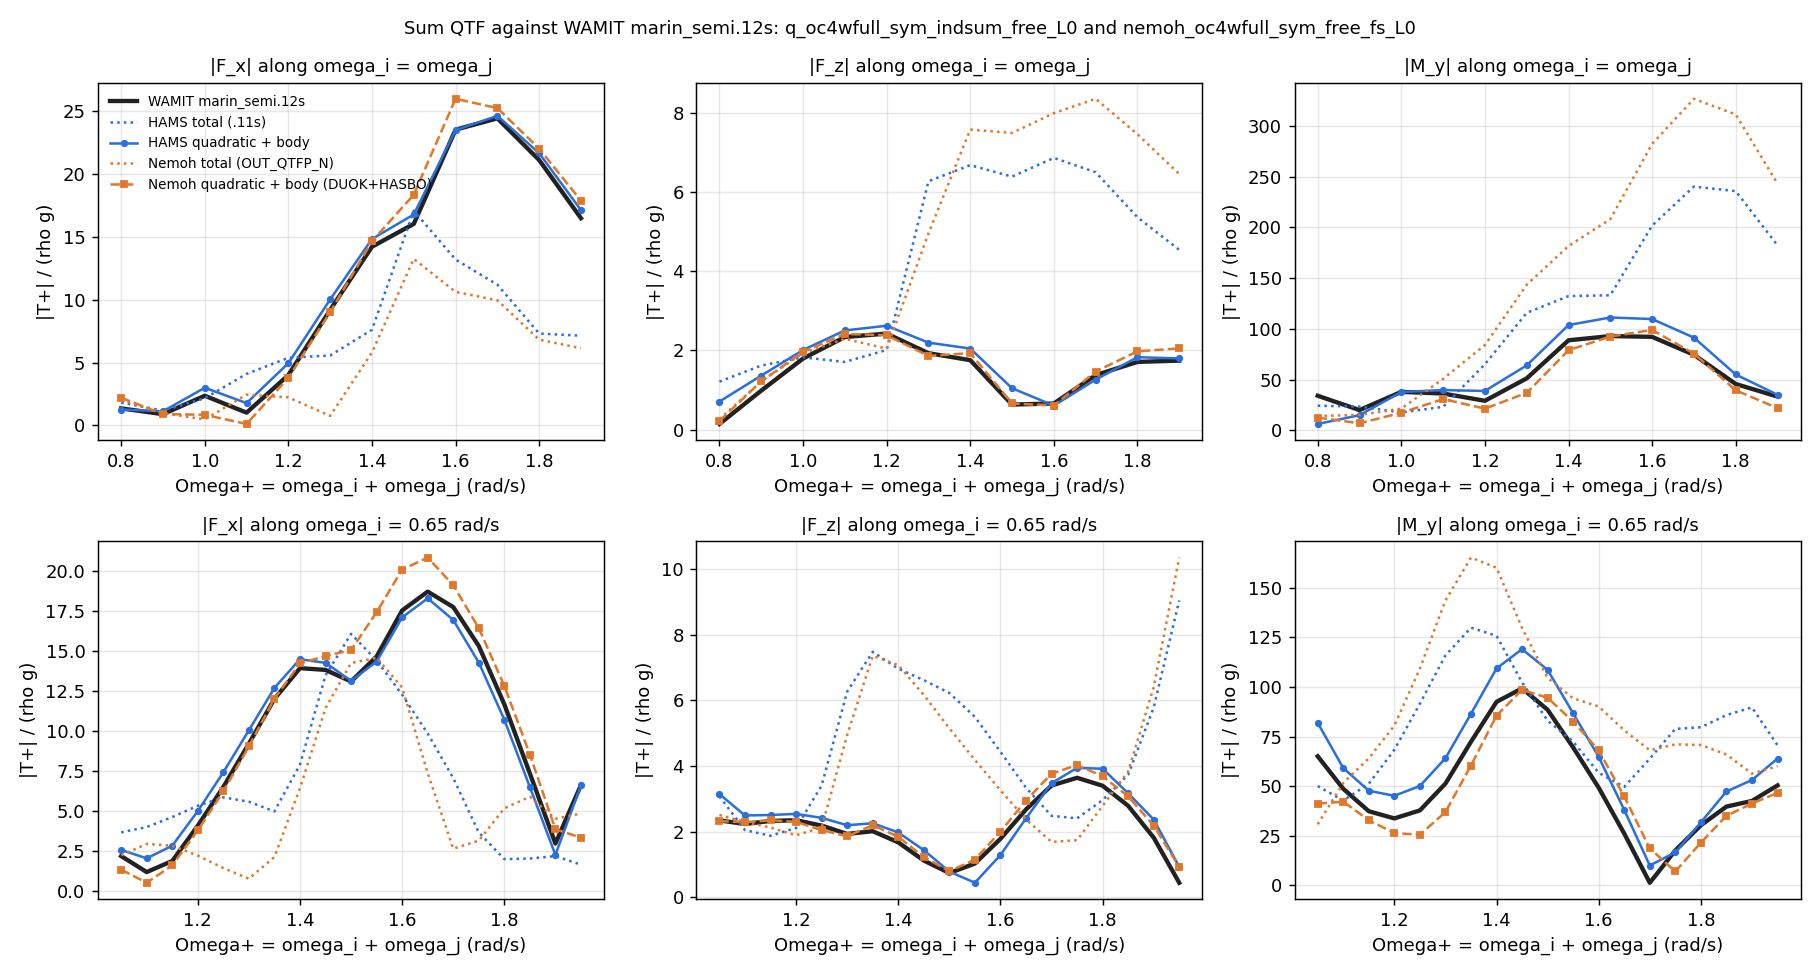 Sum QTF against WAMIT marin_semi.12s: q_oc4wfull_sym_indsum_free_L0 and nemoh_oc4wfull_sym_free_fs_L0
|F_x| along omega_i = omega_j
|T+| / (rho g)
25
20
15
10
5
0
WAMIT marin_semi.12s
HAMS total (.11s)
HAMS quadratic + body
Nemoh total (OUT_QTFP_N)
Nemoh quadratic + body (DUOK+HASBO)
0.8 1.0 1.2 1.4 1.6 1.8
Omega+ = omega_i + omega_j (rad/s)
|F_z| along omega_i = omega_j
|T+| / (rho g)
8
6
4
2
0
0.8 1.0 1.2 1.4 1.6 1.8
Omega+ = omega_i + omega_j (rad/s)
|M_y| along omega_i = omega_j
|T+| / (rho g)
300
250
200
150
100
50
0
0.8 1.0 1.2 1.4 1.6 1.8
Omega+ = omega_i + omega_j (rad/s)
|F_x| along omega_i = 0.65 rad/s
|T+| / (rho g)
20.0
17.5
15.0
12.5
10.0
7.5
5.0
2.5
0.0
1.2 1.4 1.6 1.8
Omega+ = omega_i + omega_j (rad/s)
|F_z| along omega_i = 0.65 rad/s
|T+| / (rho g)
10
8
6
4
2
0
1.2 1.4 1.6 1.8
Omega+ = omega_i + omega_j (rad/s)
|M_y| along omega_i = 0.65 rad/s
|T+| / (rho g)
150
125
100
75
50
25
0
1.2 1.4 1.6 1.8
Omega+ = omega_i + omega_j (rad/s)